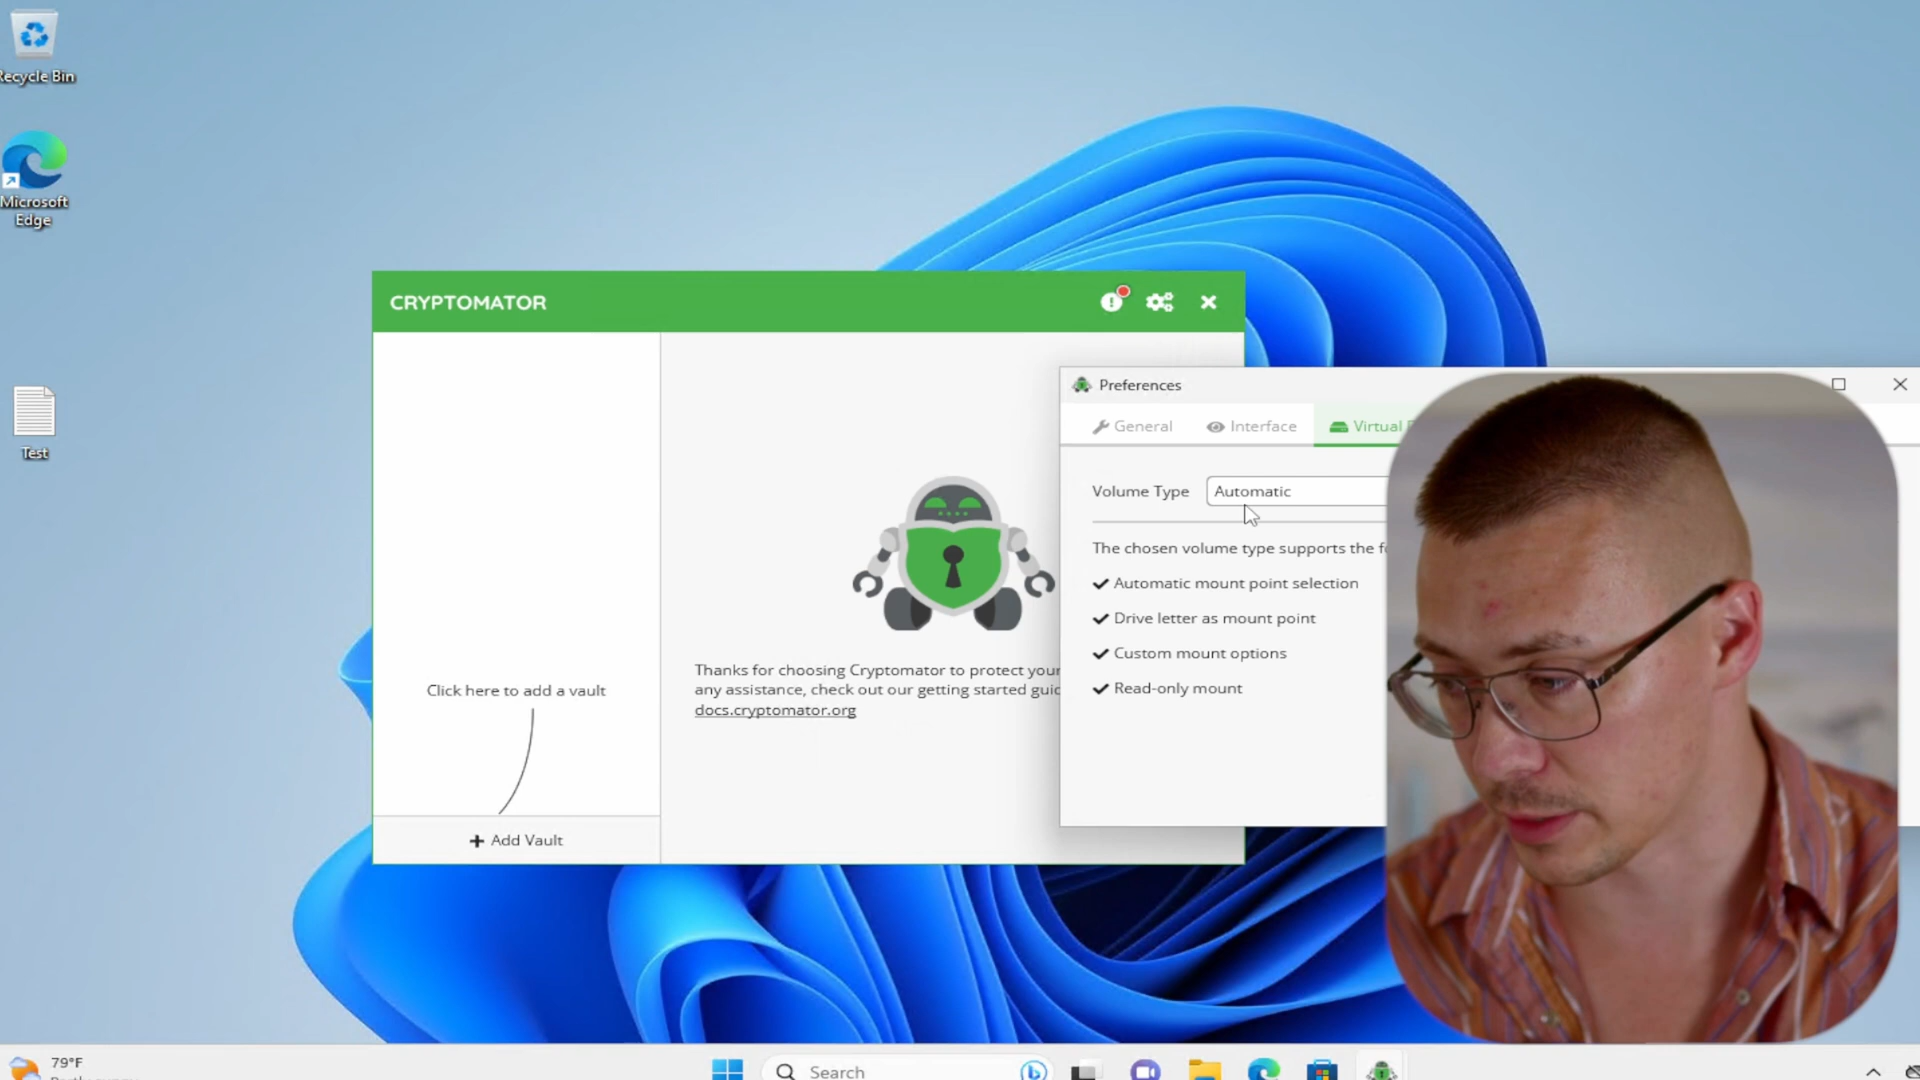 Recycle Bin
Microsoft
Edge
Test
CRYPTOMATOR
Click here to add a vault
Add Vault
Thanks for choosing Cryptomator to protect your
any assistance, check out our getting started
docs.cryptomator.org
Preferences
General
Interface
Virtual
Volume Type
Automatic
The chosen volume type supports the
Automatic mount point selection
Drive letter as mount point
Custom mount options
Read-only mount
79°F
Search